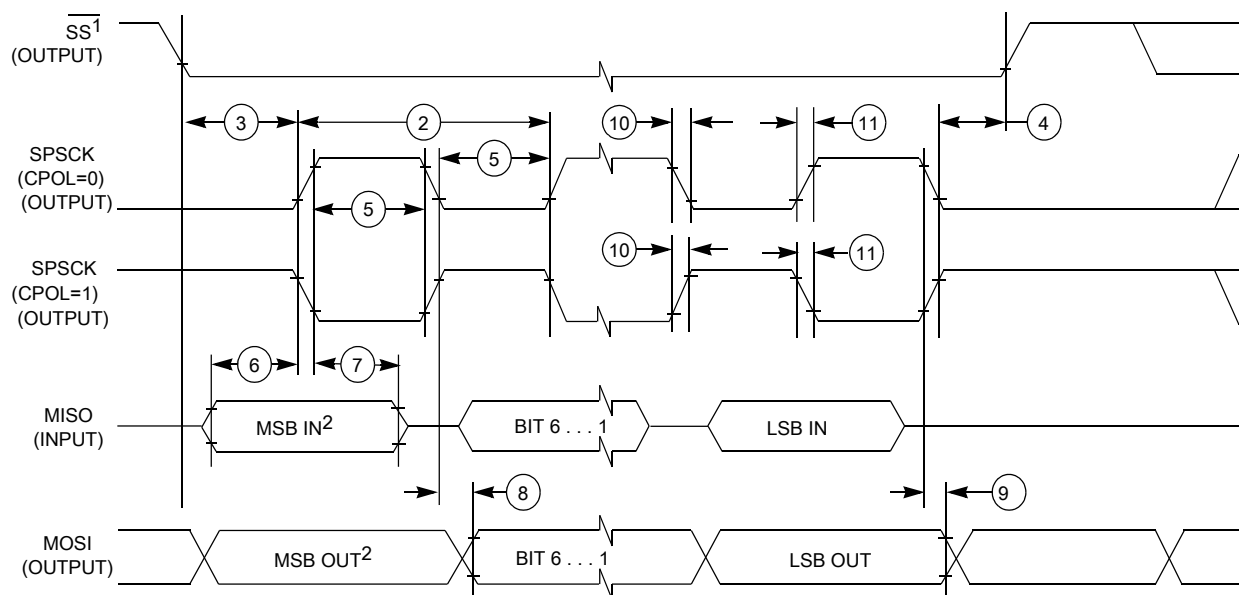 SS1
(OUTPUT)
3
2
10
11
4
SPSCK
(CPOL=0)
(OUTPUT)
5
5
SPSCK
(CPOL=1)
(OUTPUT)
10
11
6
7
MISO
(INPUT)
MSB IN2
BIT 6 . . . 1
LSB IN
8
9
MOSI
(OUTPUT)
MSB OUT2
BIT 6 . . . 1
LSB OUT